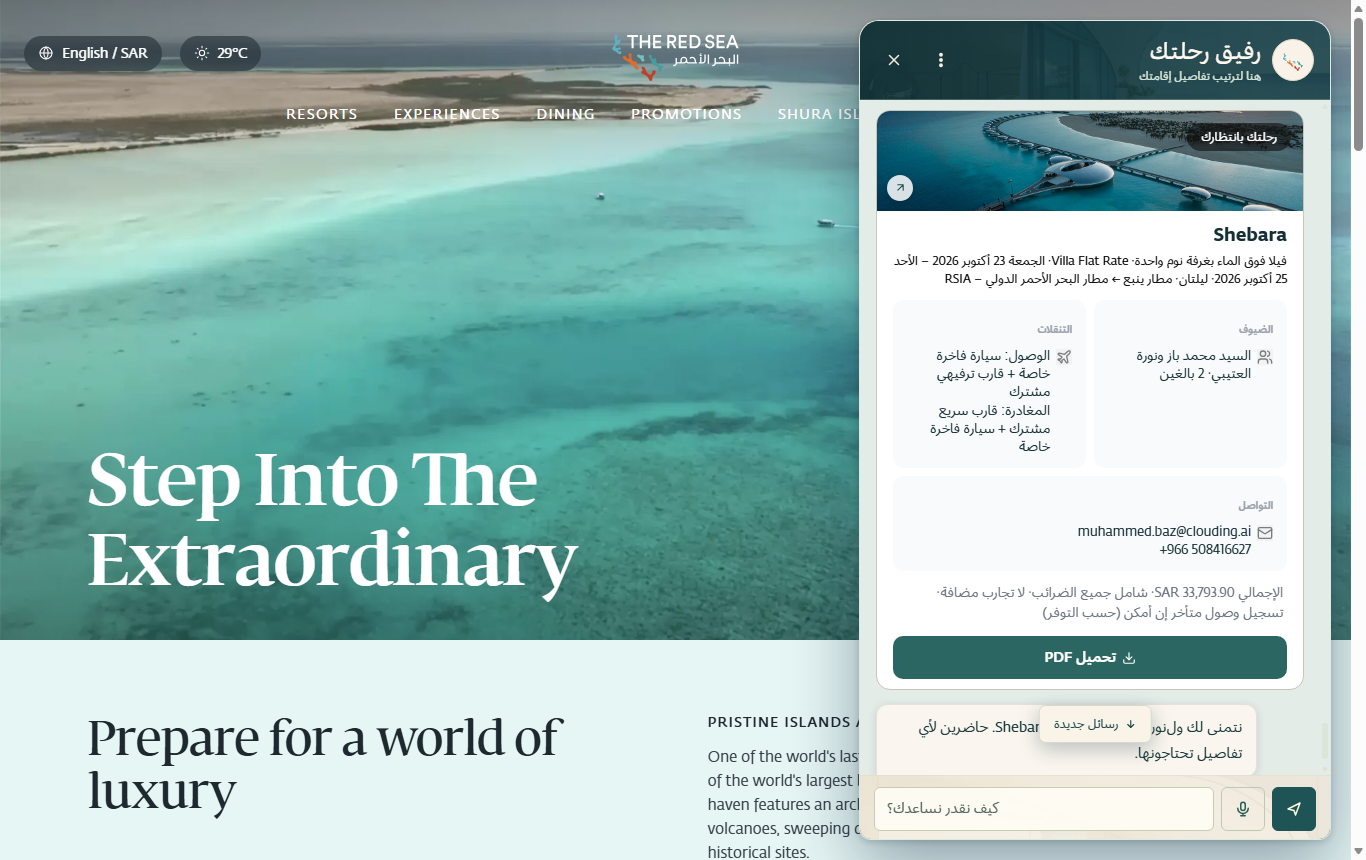 English / SAR
29°C
THE RED SEA
البحر الأحمر
RESORTS
EXPERIENCES
DINING
PROMOTIONS
SHURA ISL
Step Into The
Extraordinary
Prepare for a world of
luxury
PRISTINE ISLANDS
One of the world's las
of the world's largest
haven features an arc
volcanoes, sweeping
historical sites.
رفيق رحلتك
هنا لترتيب تفاصيل إقامتك
رحلتك بانتظارك
Shebara
فيلا فوق الماء بغرفة نوم واحدة· Villa Flat Rate· الجمعة 23 أكتوبر 2026 – الأحد
25 أكتوبر 2026· ليلتان· مطار ينبع ← مطار البحر الأحمر الدولي – RSIA
الضيوف
السيد محمد باز ونورة
العتيبي· 2 بالغين
التنقلات
الوصول: سيارة فاخرة
خاصة + قارب ترفيهي
مشترك
المغادرة: قارب سريع
مشترك + سيارة فاخرة
خاصة
التواصل
muhammed.baz@clouding.ai
+966 508416627
الإجمالي SAR 33,793.90· شامل جميع الضرائب· لا تجارب مضافة·
تسجيل وصول متأخر إن أمكن (حسب التوفر)
تحميل PDF
نتمنى لك ولنور Shebar. حاضرين لأي
تفاصيل تحتاجونها.
رسائل جديدة
كيف نقدر نساعدك؟